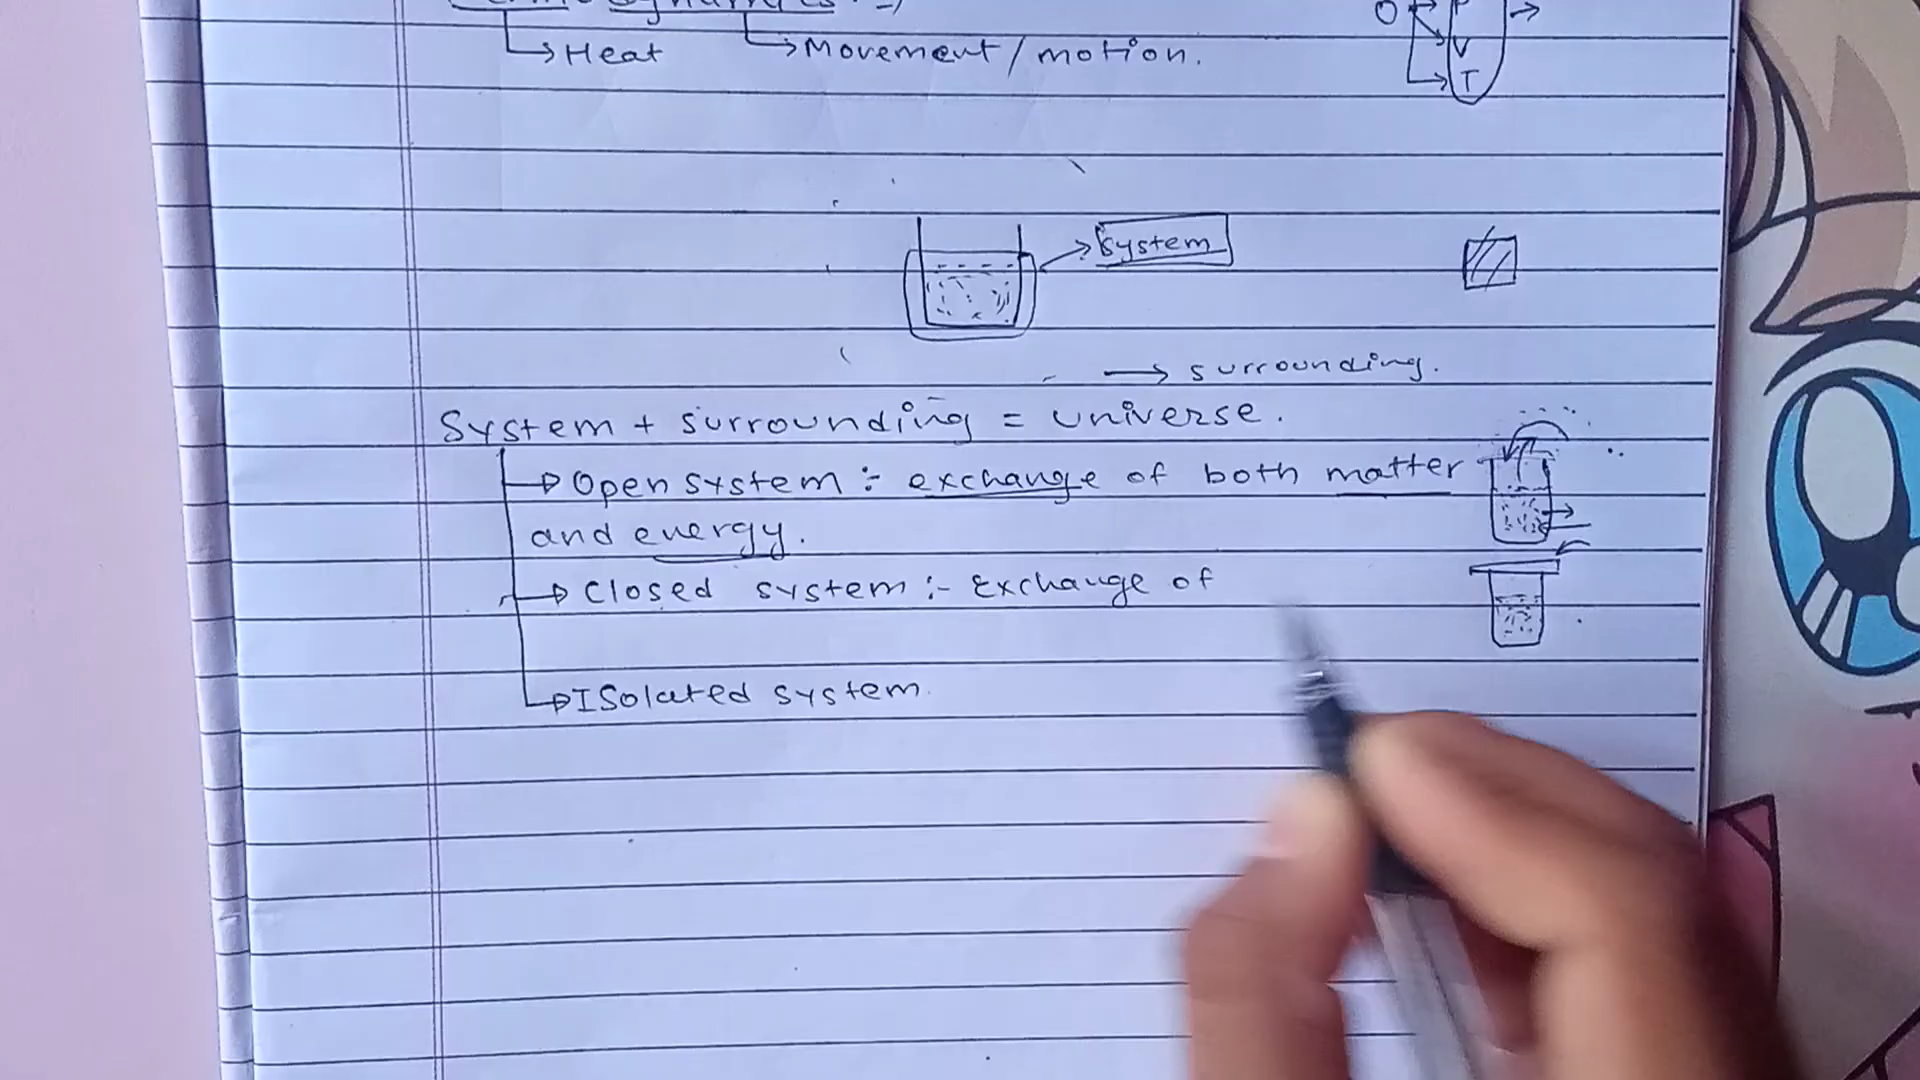 O P
→ Heat → Movement / motion. V
T
System
→ surrounding.
System + surrounding = universe.
→ Open system :- exchange of both matter
and energy.
→ Closed system :- Exchange of
→ ISolated system.